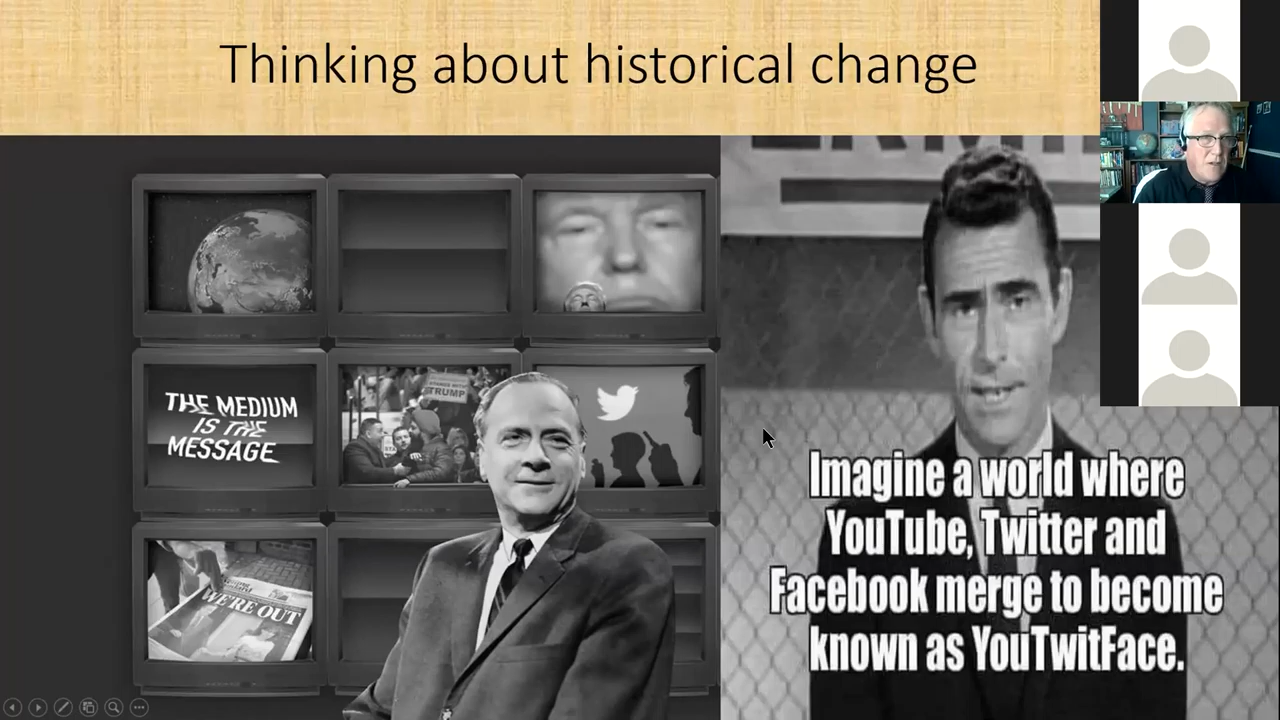 Thinking about historical change
THE MEDIUM
IS THE
MESSAGE
TRUMP
WE'RE OUT
Imagine a world where
YouTube, Twitter and
Facebook merge to become
known as YouTwitFace.